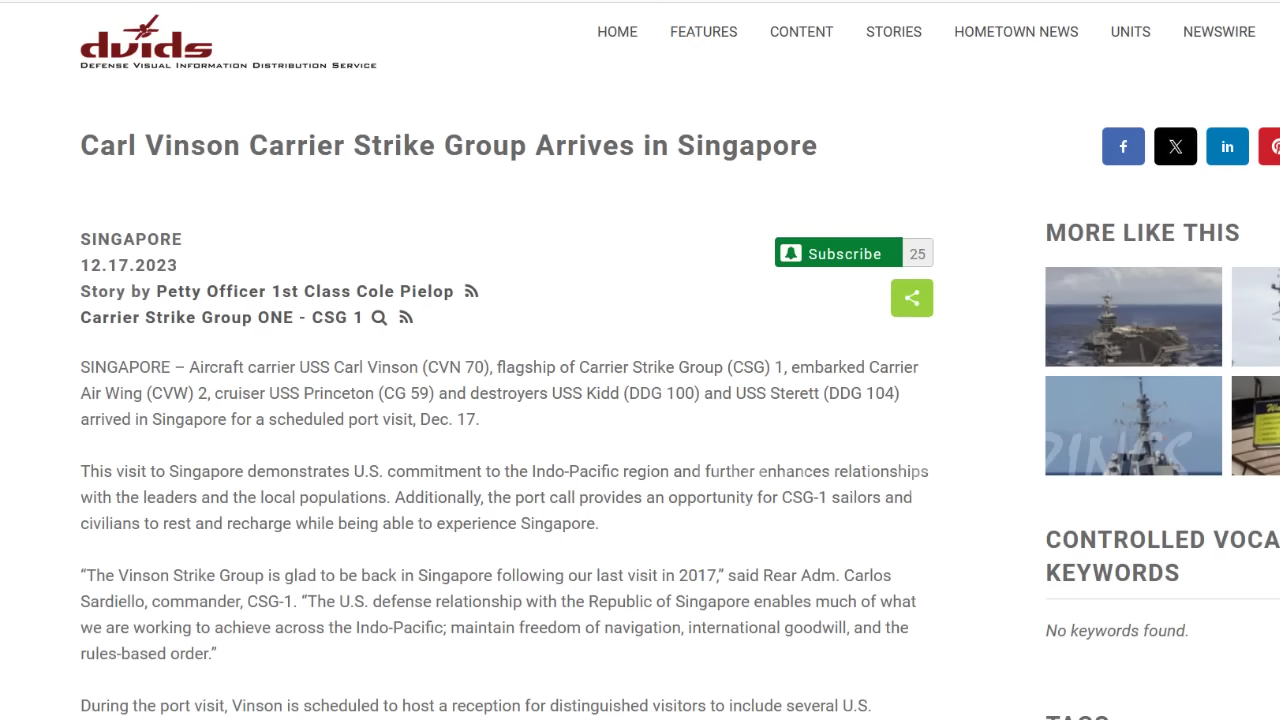 dvids
DEFENSE VISUAL INFORMATION DISTRIBUTION SERVICE
HOME FEATURES CONTENT STORIES HOMETOWN NEWS UNITS NEWSWIRE
Carl Vinson Carrier Strike Group Arrives in Singapore
SINGAPORE
12.17.2023
Story by Petty Officer 1st Class Cole Pielop
Carrier Strike Group ONE - CSG 1
Subscribe 25
SINGAPORE – Aircraft carrier USS Carl Vinson (CVN 70), flagship of Carrier Strike Group (CSG) 1, embarked Carrier
Air Wing (CVW) 2, cruiser USS Princeton (CG 59) and destroyers USS Kidd (DDG 100) and USS Sterett (DDG 104)
arrived in Singapore for a scheduled port visit, Dec. 17.
This visit to Singapore demonstrates U.S. commitment to the Indo-Pacific region and further enhances relationships
with the leaders and the local populations. Additionally, the port call provides an opportunity for CSG-1 sailors and
civilians to rest and recharge while being able to experience Singapore.
“The Vinson Strike Group is glad to be back in Singapore following our last visit in 2017,” said Rear Adm. Carlos
Sardiello, commander, CSG-1. “The U.S. defense relationship with the Republic of Singapore enables much of what
we are working to achieve across the Indo-Pacific; maintain freedom of navigation, international goodwill, and the
rules-based order.”
During the port visit, Vinson is scheduled to host a reception for distinguished visitors to include several U.S.
f X in
MORE LIKE THIS
CONTROLLED VOCA
KEYWORDS
No keywords found.
TAGS